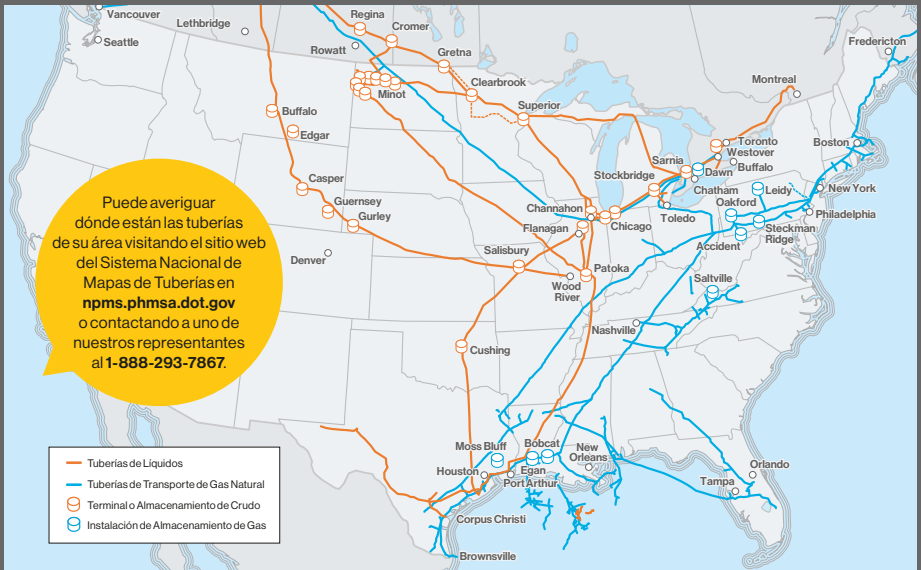 Vancouver
Seattle
Lethbridge
Regina
Cromer
Rowatt
Gretna
Minot
Clearbrook
Superior
Fredericton
Montreal
Buffalo
Edgar
Casper
Guernsey
Gurley
Denver
Toronto
Westover
Buffalo
Boston
Sarnia
Dawn
Stockbridge
Chatham
Leidy
Oakford
New York
Channahon
Toledo
Philadelphia
Flanagan
Chicago
Steckman
Ridge
Accident
Salisbury
Patoka
Wood
River
Saltville
Nashville
Cushing
Puede averiguar
dónde están las tuberías
de su área visitando el sitio web
del Sistema Nacional de
Mapas de Tuberías en
npms.phmsa.dot.gov
o contactando a uno de
nuestros representantes
al 1-888-293-7867.
Moss Bluff
Bobcat
New
Orleans
Houston
Egan
Port Arthur
Orlando
Tampa
Corpus Christi
Brownsville
Tuberías de Líquidos
Tuberías de Transporte de Gas Natural
Terminal o Almacenamiento de Crudo
Instalación de Almacenamiento de Gas